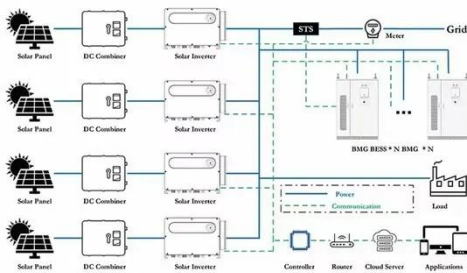 STS
Meter
Grid
Solar Panel DC Combiner Solar Inverter
Solar Panel DC Combiner Solar Inverter
BMG BESS * N BMG * N
Solar Panel DC Combiner Solar Inverter
Power
Communication
Load
Solar Panel DC Combiner Solar Inverter
Controller Router Cloud Server Applications